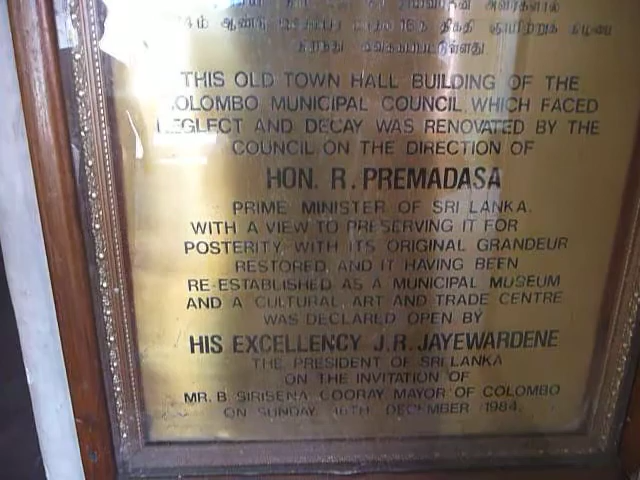 THIS OLD TOWN HALL BUILDING OF THE
COLOMBO MUNICIPAL COUNCIL WHICH FACED
NEGLECT AND DECAY WAS RENOVATED BY THE
COUNCIL ON THE DIRECTION OF
HON. R. PREMADASA
PRIME MINISTER OF SRI LANKA.
WITH A VIEW TO PRESERVING IT FOR
POSTERITY WITH ITS ORIGINAL GRANDEUR
RESTORED AND IT HAVING BEEN
RE-ESTABLISHED AS A MUNICIPAL MUSEUM
AND A CULTURAL, ART AND TRADE CENTRE
WAS DECLARED OPEN BY
HIS EXCELLENCY J.R. JAYEWARDENE
THE PRESIDENT OF SRI LANKA
ON THE INVITATION OF
MR. B. SIRISENA COORAY MAYOR OF COLOMBO
ON SUNDAY 16TH DECEMBER 1984.